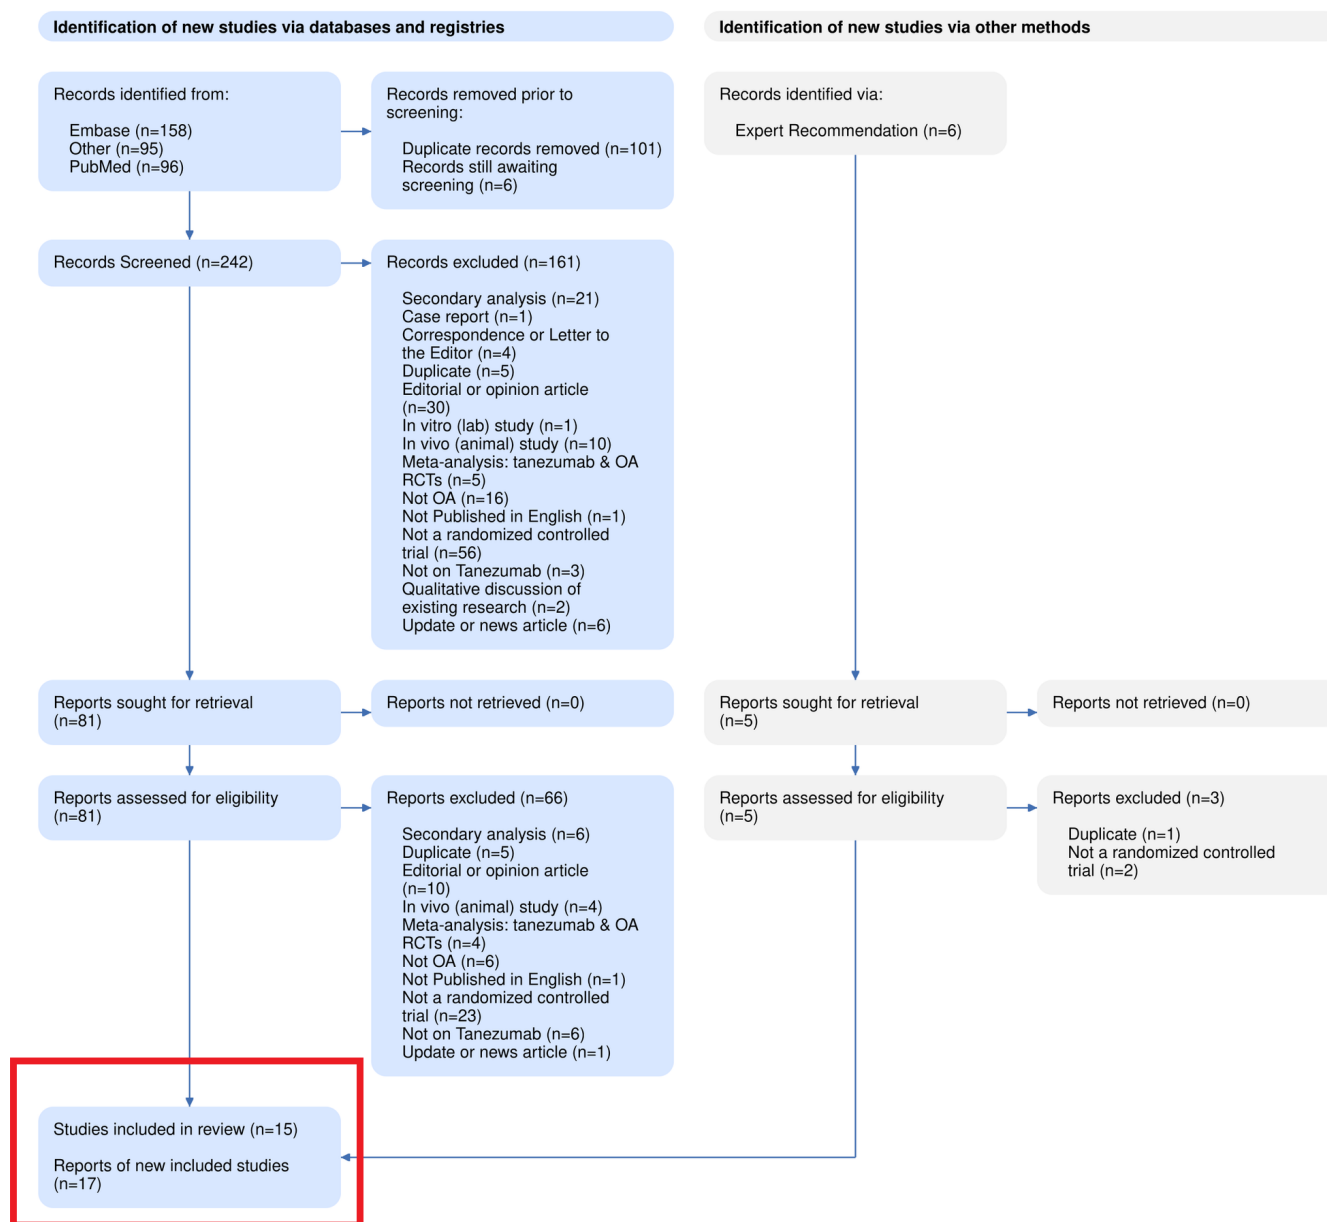 Identification of new studies via databases and registries
Identification of new studies via other methods
Records identified from:
Embase (n=158)
Other (n=95)
PubMed (n=96)
Records removed prior to
screening:
Duplicate records removed (n=101)
Records still awaiting
screening (n=6)
Records identified via:
Expert Recommendation (n=6)
Records Screened (n=242)
Records excluded (n=161)
Secondary analysis (n=21)
Case report (n=1)
Correspondence or Letter to
the Editor (n=4)
Duplicate (n=5)
Editorial or opinion article
(n=30)
In vitro (lab) study (n=1)
In vivo (animal) study (n=10)
Meta-analysis: tanezumab & OA
RCTs (n=5)
Not OA (n=16)
Not Published in English (n=1)
Not a randomized controlled
trial (n=56)
Not on Tanezumab (n=3)
Qualitative discussion of
existing research (n=2)
Update or news article (n=6)
Reports sought for retrieval
(n=81)
Reports not retrieved (n=0)
Reports sought for retrieval
(n=5)
Reports not retrieved (n=0)
Reports assessed for eligibility
(n=81)
Reports excluded (n=66)
Secondary analysis (n=6)
Duplicate (n=5)
Editorial or opinion article
(n=10)
In vivo (animal) study (n=4)
Meta-analysis: tanezumab & OA
RCTs (n=4)
Not OA (n=6)
Not Published in English (n=1)
Not a randomized controlled
trial (n=23)
Not on Tanezumab (n=6)
Update or news article (n=1)
Reports assessed for eligibility
(n=5)
Reports excluded (n=3)
Duplicate (n=1)
Not a randomized controlled
trial (n=2)
Studies included in review (n=15)
Reports of new included studies
(n=17)